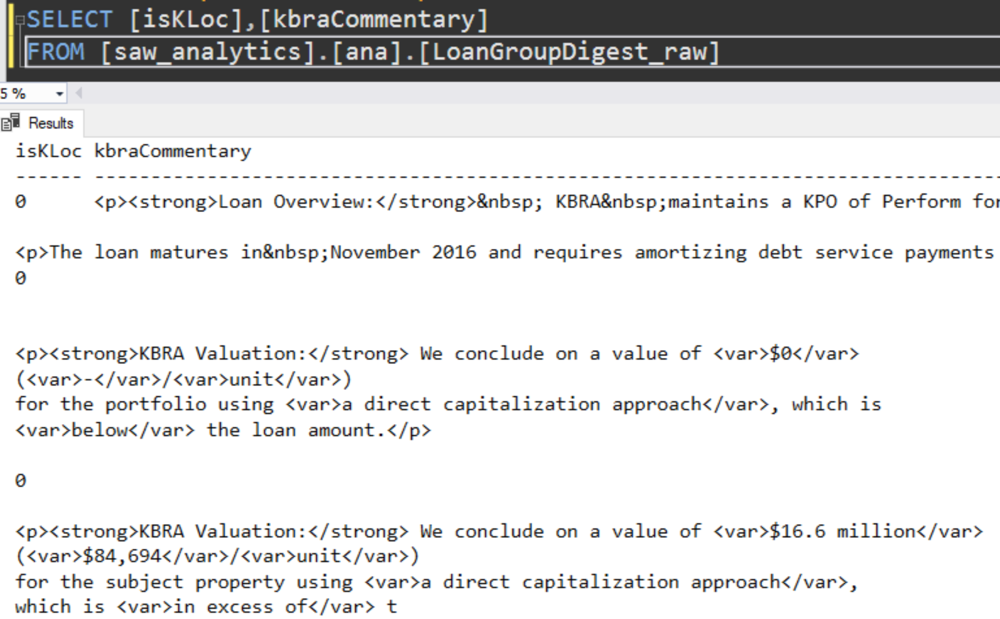 SELECT [isKLoc],[kbraCommentary]
FROM [saw_analytics].[ana].[LoanGroupDigest_raw]
5 %
Results
isKLoc kbraCommentary
------ --------------------------------------------------------------------------------
0      <p><strong>Loan Overview:</strong>&nbsp; KBRA&nbsp;maintains a KPO of Perform for
<p>The loan matures in&nbsp;November 2016 and requires amortizing debt service payments
0
<p><strong>KBRA Valuation:</strong> We conclude on a value of <var>$0</var>
(<var>-</var>/<var>unit</var>)
for the portfolio using <var>a direct capitalization approach</var>, which is
<var>below</var> the loan amount.</p>
0
<p><strong>KBRA Valuation:</strong> We conclude on a value of <var>$16.6 million</var>
(<var>$84,694</var>/<var>unit</var>)
for the subject property using <var>a direct capitalization approach</var>,
which is <var>in excess of</var> t